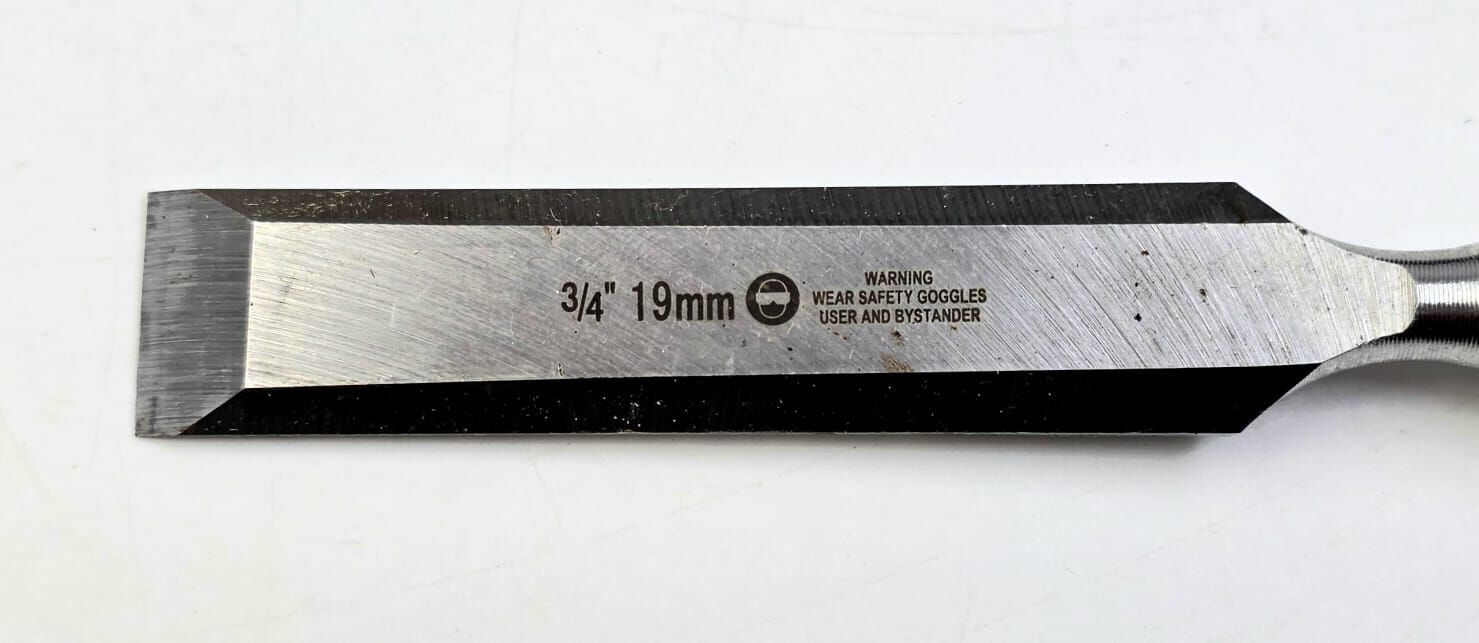 3/4" 19mm
WARNING
WEAR SAFETY GOGGLES
USER AND BYSTANDER